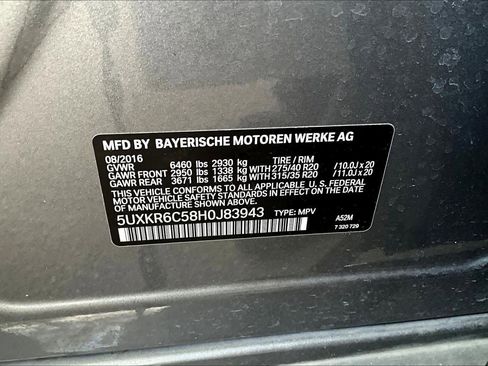 MFD BY BAYERISCHE MOTOREN WERKE AG
08/2016
GVWR 6460 lbs 2930 kg TIRE / RIM
GAWR FRONT 2950 lbs 1338 kg WITH 275/40 R20 /10.0J x 20
GAWR REAR 3671 lbs 1665 kg WITH 315/35 R20 /11.0J x 20
THIS VEHICLE CONFORMS TO ALL APPLICABLE U.S. FEDERAL
MOTOR VEHICLE SAFETY STANDARDS IN EFFECT ON THE DATE
OF MANUFACTURE SHOWN ABOVE.
5UXKR6C58H0J83943 TYPE: MPV
A52M
7 320 729